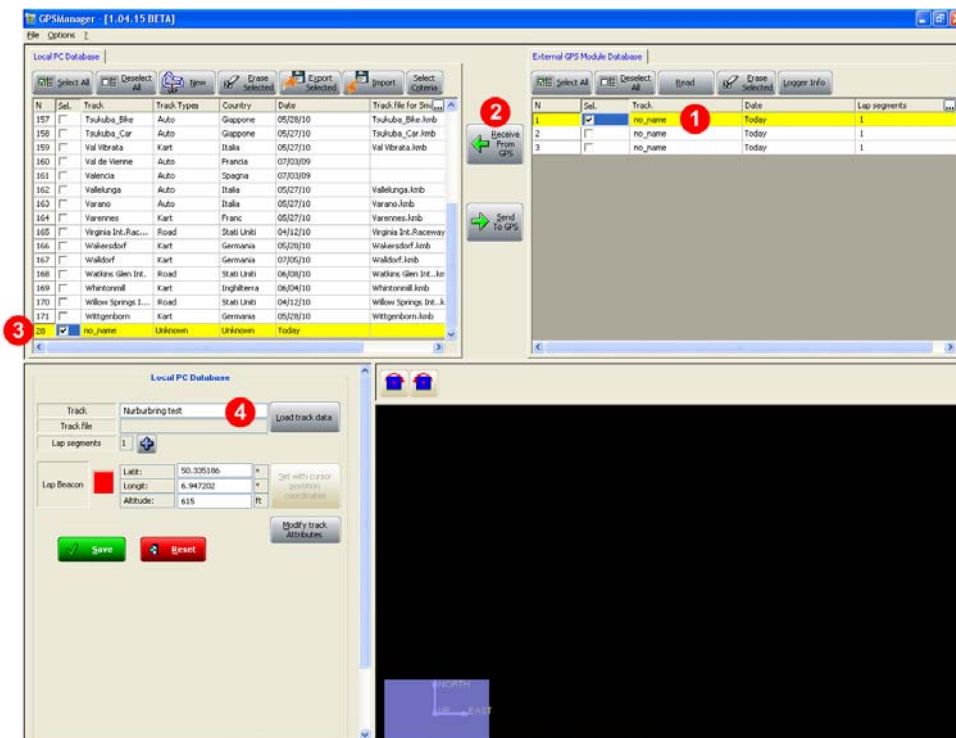 GPSManager - [1.04.15 BETA]
File Options ?
Local PC Database
Select All Deselect All New Erase Selected Export Selected Import Select Criteria
N Sel. Track Track Types Country Date Track file for Sma ...
157 Tsukuba_Bike Auto Giappone 05/28/10 Tsukuba_Bike.kmb
158 Tsukuba_Car Auto Giappone 05/27/10 Tsukuba_Car.kmb
159 Val Vibrata Kart Italia 05/27/10 Val Vibrata.kmb
160 Val de Vienne Auto Francia 07/03/09
161 Valencia Auto Spagna 07/03/09
162 Vallelunga Auto Italia 05/27/10 Vallelunga.kmb
163 Varano Auto Italia 05/27/10 Varano.kmb
164 Varennes Kart Franc 05/27/10 Varennes.kmb
165 Virginia Int.Rac... Road Stati Uniti 04/12/10 Virginia Int.Raceway
166 Wakersdorf Kart Germania 05/28/10 Wakersdorf.kmb
167 Walldorf Kart Germania 07/05/10 Walldorf.kmb
168 Watkins Glen Int. Road Stati Uniti 06/08/10 Watkins Glen Int..km
169 Whintonmill Kart Inghilterra 06/04/10 Whintonmill.kmb
170 Willow Springs I... Road Stati Uniti 04/12/10 Willow Springs Int..k
171 Wittgenborn Kart Germania 05/28/10 Wittgenborn.kmb
3 28 no_name Unknown Unknown Today
2
Receive From GPS
Send To GPS
External GPS Module Database
Select All Deselect All Read Erase Selected Logger Info
N Sel. Track Date Lap segments ...
1 no_name 1 Today 1
2 no_name Today 1
3 no_name Today 1
Local PC Database
Track Nurburbring test 4 Load track data
Track file
Lap segments 1
Lap Beacon
Latit: 50.335186 °
Longit: 6.947202 °
Altitude: 615 ft
Set with cursor position coordinates
Modify track Attributes
Save Reset
NORTH
UP EAST